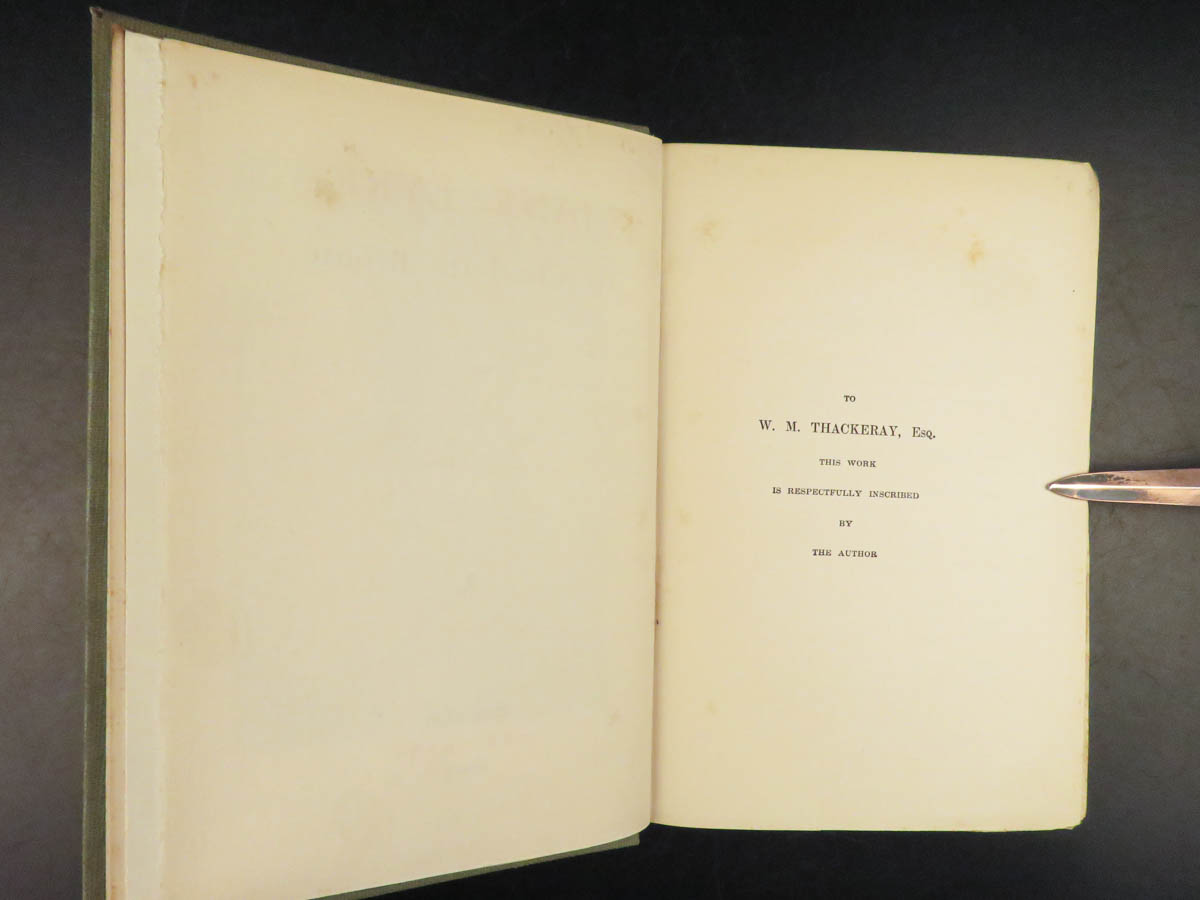 TO
W. M. THACKERAY, Esq.
THIS WORK
IS RESPECTFULLY INSCRIBED
BY
THE AUTHOR